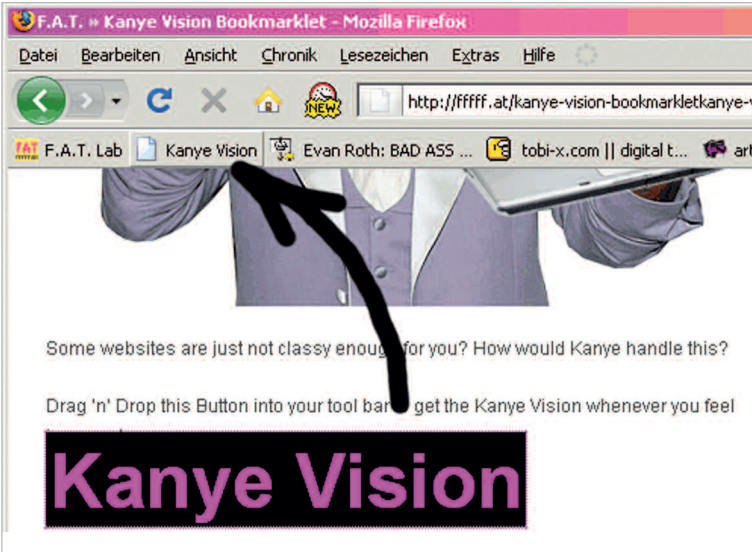 F.A.T. » Kanye Vision Bookmarklet - Mozilla Firefox
Datei Bearbeiten Ansicht Chronik Lesezeichen Extras Hilfe
NEW http://fffff.at/kanye-vision-bookmarkletkanye-v
FAT F.A.T. Lab Kanye Vision Evan Roth: BAD ASS ... tobi-x.com || digital t... art
Some websites are just not classy enough for you? How would Kanye handle this?
Drag 'n' Drop this Button into your tool bar get the Kanye Vision whenever you feel
Kanye Vision